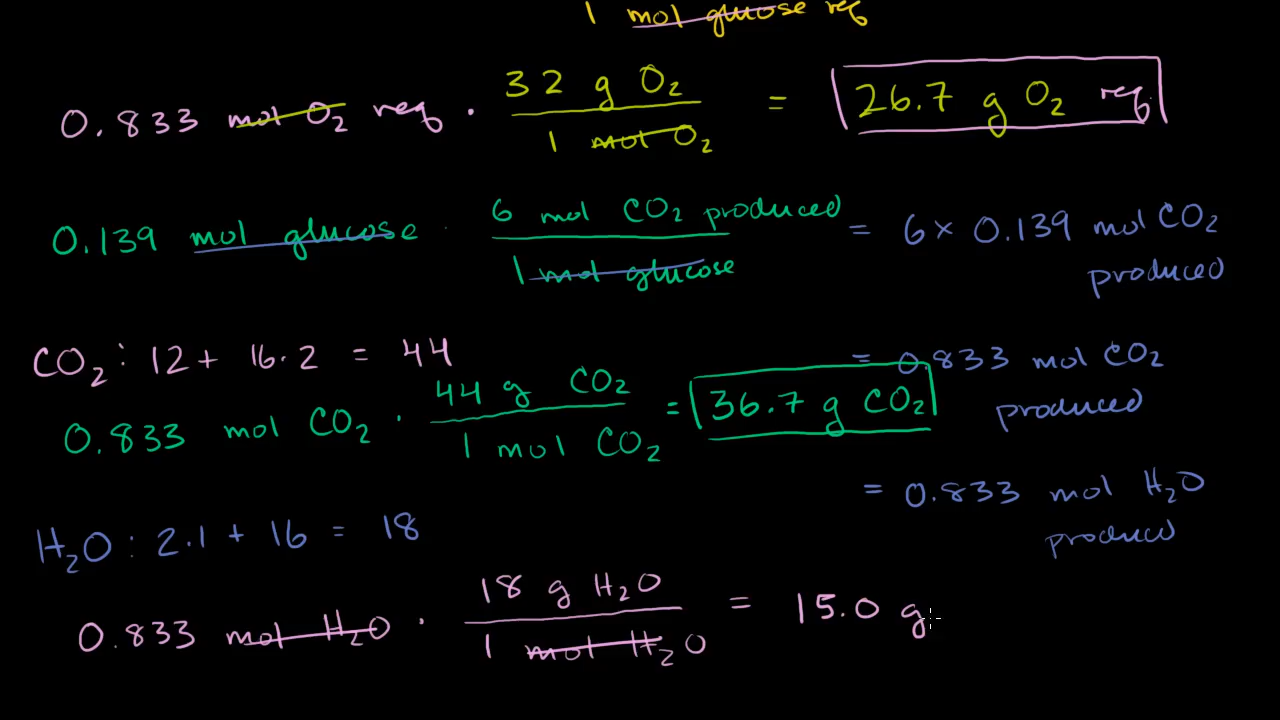 1 mol glucose req
0.833 mol O₂ req · 32 g O₂ / 1 mol O₂ = 26.7 g O₂ req
0.139 mol glucose · 6 mol CO₂ produced / 1 mol glucose = 6 × 0.139 mol CO₂
produced
CO₂ : 12 + 16·2 = 44
= 0.833 mol CO₂
produced
0.833 mol CO₂ · 44 g CO₂ / 1 mol CO₂ = 36.7 g CO₂
= 0.833 mol H₂O
produced
H₂O : 2·1 + 16 = 18
0.833 mol H₂O · 18 g H₂O / 1 mol H₂O = 15.0 g